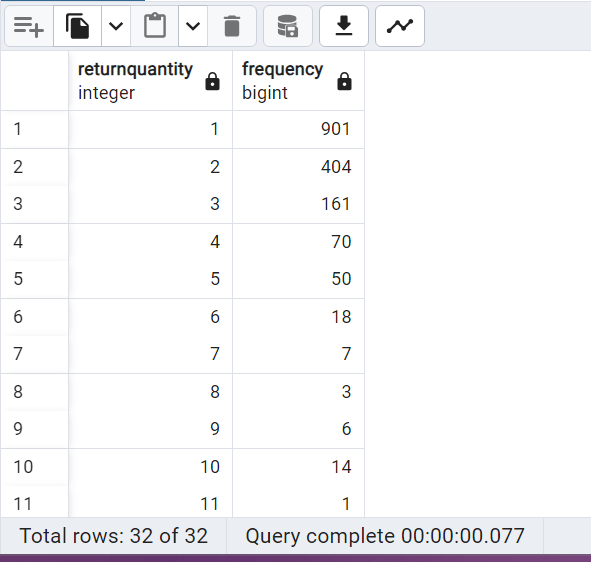 returnquantity frequency
integer bigint
1 1 901
2 2 404
3 3 161
4 4 70
5 5 50
6 6 18
7 7 7
8 8 3
9 9 6
10 10 14
11 11 1
Total rows: 32 of 32 Query complete 00:00:00.077